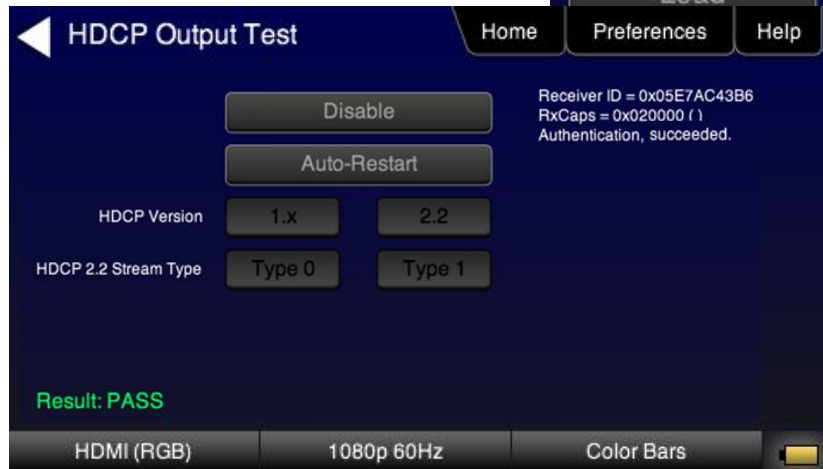 Load
HDCP Output Test
Home
Preferences
Help
Disable
Auto-Restart
HDCP Version
1.x
2.2
HDCP 2.2 Stream Type
Type 0
Type 1
Receiver ID = 0x05E7AC43B6
RxCaps = 0x020000 ( )
Authentication, succeeded.
Result: PASS
HDMI (RGB)
1080p 60Hz
Color Bars